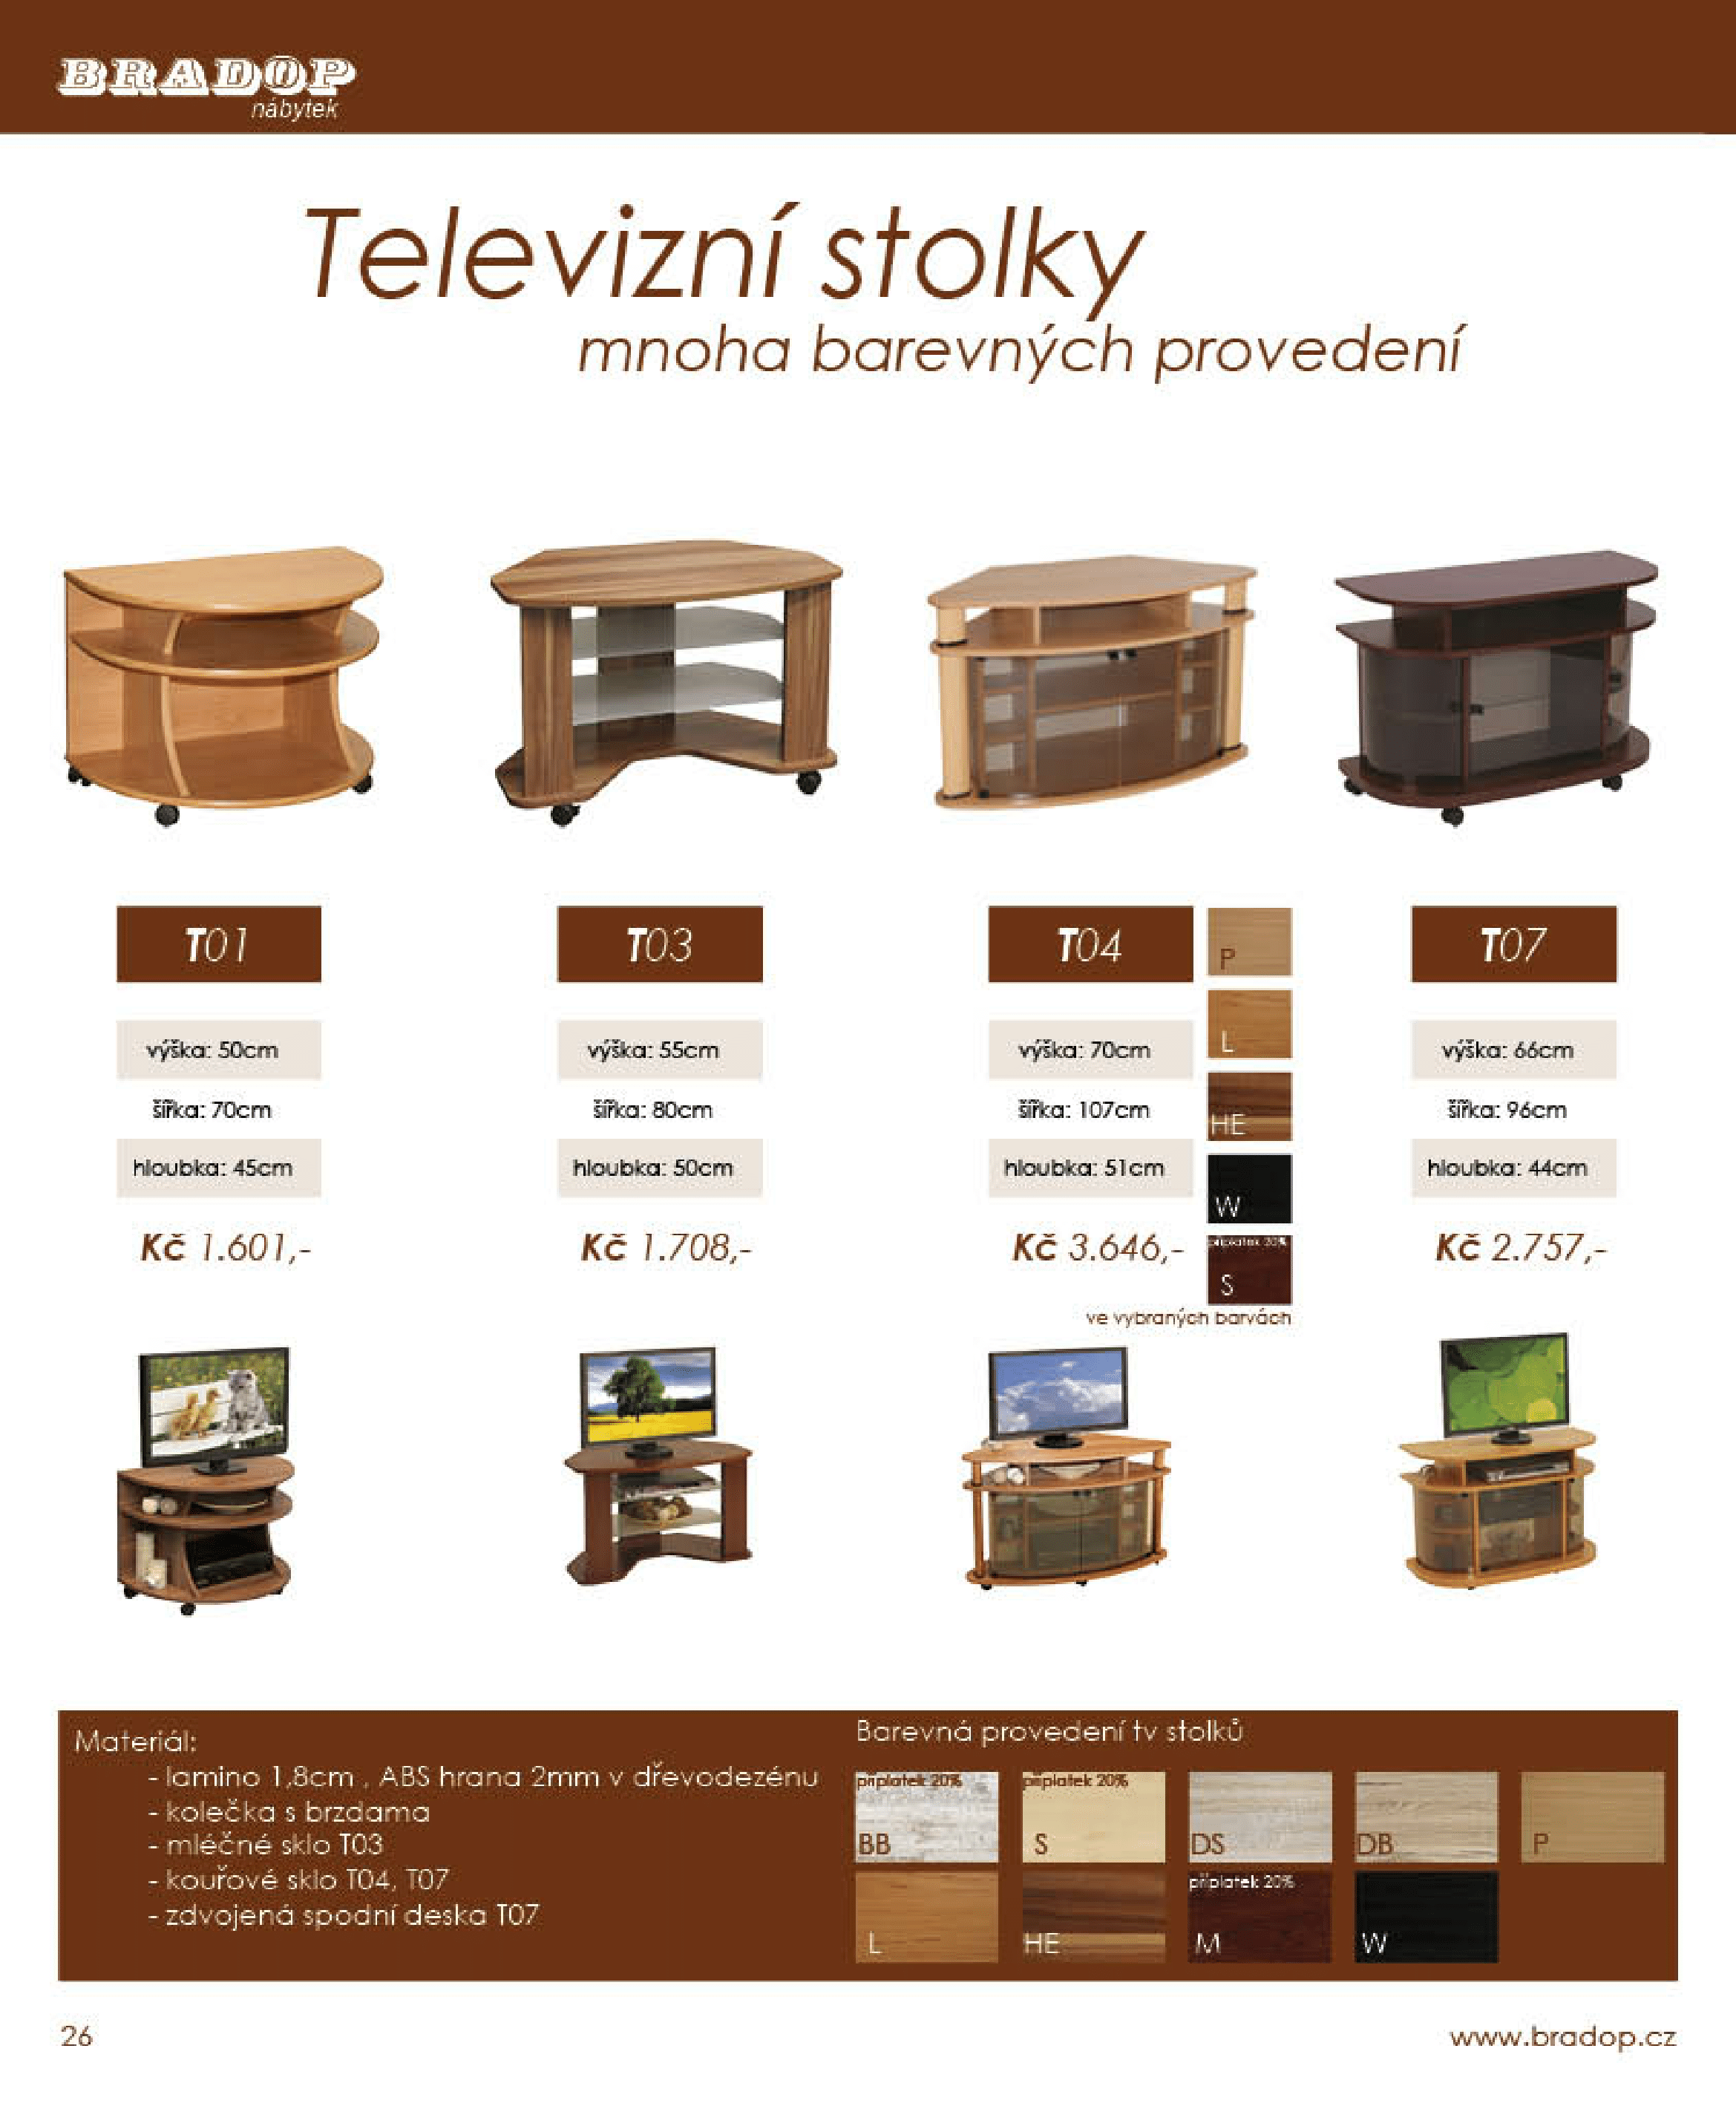 BRADOP
nábytek
Televizní stolky
mnoha barevných provedení
T01
výška: 50cm
šířka: 70cm
hloubka: 45cm
Kč 1.601,-
T03
výška: 55cm
šířka: 80cm
hloubka: 50cm
Kč 1.708,-
T04
výška: 70cm
šířka: 107cm
hloubka: 51cm
Kč 3.646,-
P
L
HE
W
příplatek 20%
S
ve vybraných barvách
T07
výška: 66cm
šířka: 96cm
hloubka: 44cm
Kč 2.757,-
Materiál:
- lamino 1,8cm , ABS hrana 2mm v dřevodezénu
- kolečka s brzdama
- mléčné sklo T03
- kouřové sklo T04, T07
- zdvojená spodní deska T07
Barevná provedení tv stolků
příplatek 20%
BB
příplatek 20%
S
DS
DB
P
L
HE
příplatek 20%
M
W
26
www.bradop.cz